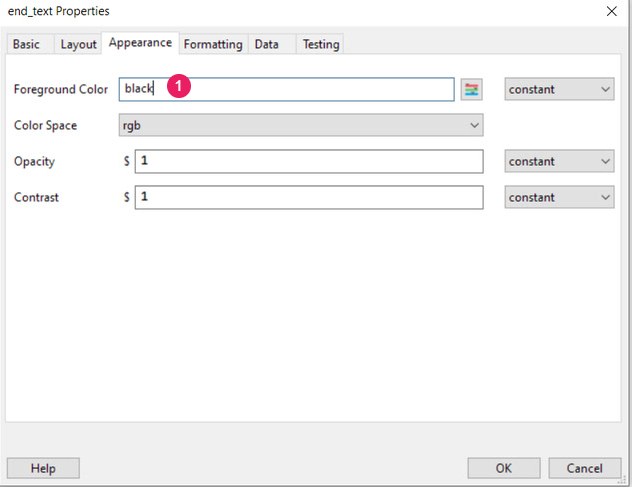 end_text Properties
Basic Layout Appearance Formatting Data Testing
Foreground Color black 1 constant
Color Space rgb
Opacity $ 1 constant
Contrast $ 1 constant
Help OK Cancel